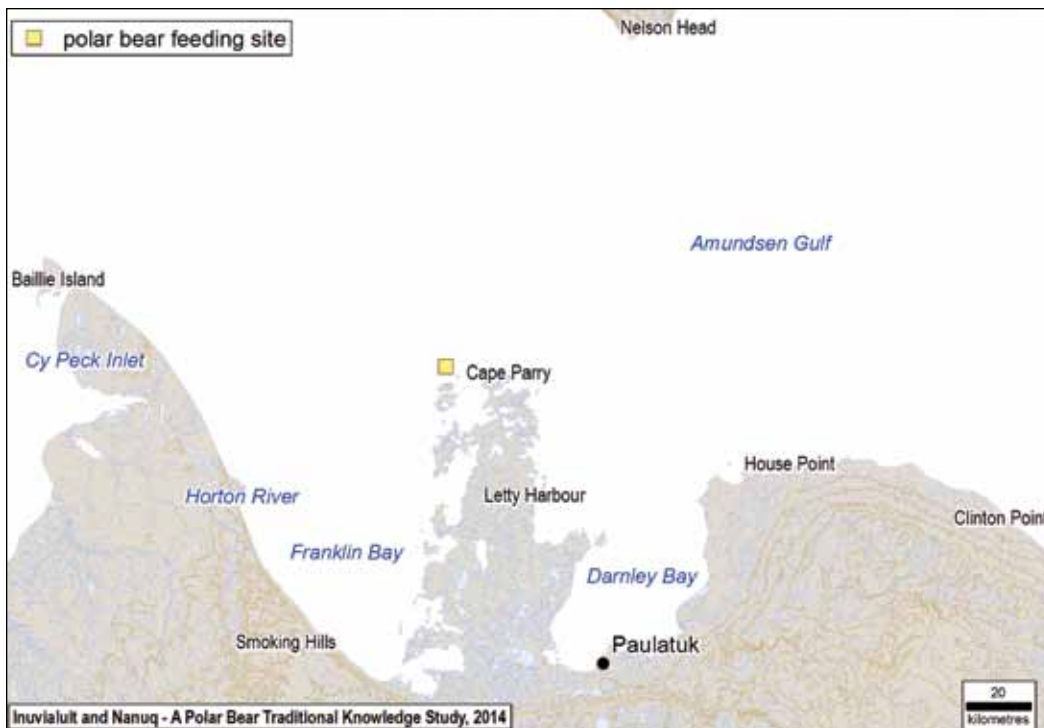 polar bear feeding site
Nelson Head
Amundsen Gulf
Baillie Island
Cy Peck Inlet
Cape Parry
House Point
Horton River
Letty Harbour
Clinton Point
Franklin Bay
Darnley Bay
Smoking Hills
Paulatuk
20
kilometres
Inuvialuit and Nanuq - A Polar Bear Traditional Knowledge Study, 2014